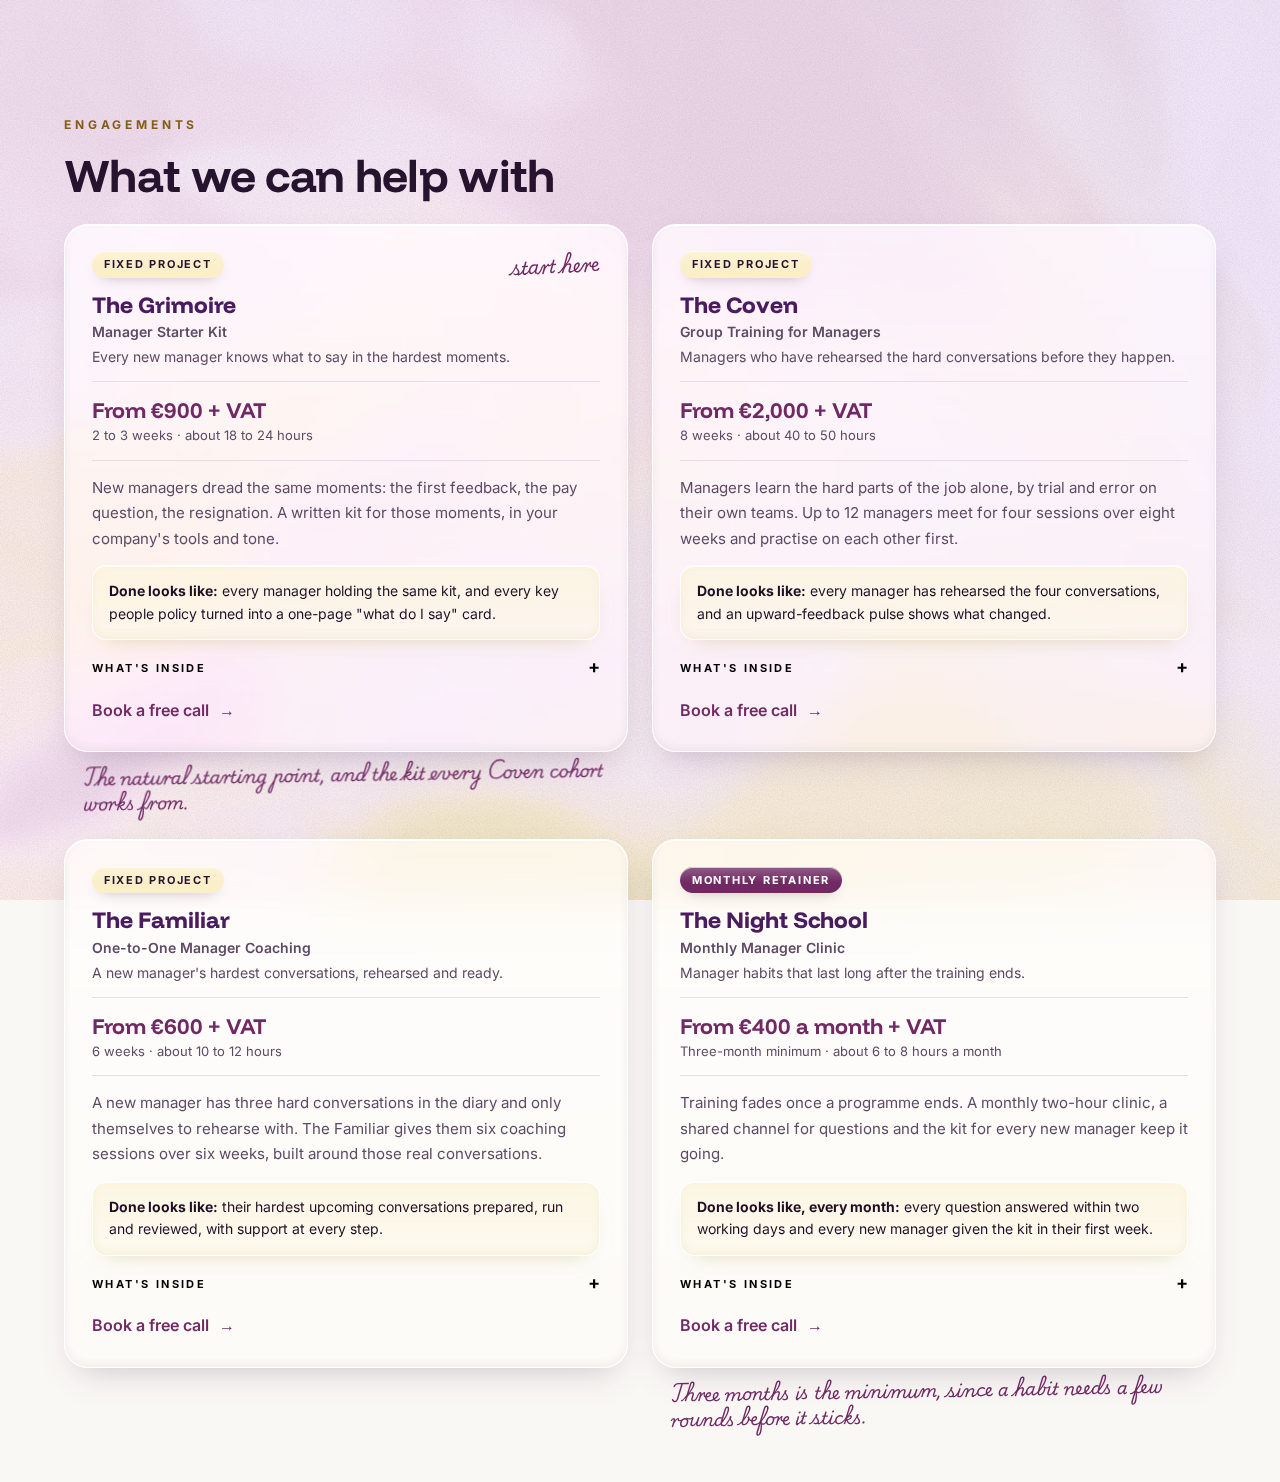 ENGAGEMENTS
What we can help with
FIXED PROJECT
start here
The Grimoire
Manager Starter Kit
Every new manager knows what to say in the hardest moments.
From €900 + VAT
2 to 3 weeks · about 18 to 24 hours
New managers dread the same moments: the first feedback, the pay
question, the resignation. A written kit for those moments, in your
company's tools and tone.
Done looks like: every manager holding the same kit, and every key
people policy turned into a one-page "what do I say" card.
WHAT'S INSIDE +
Book a free call →
The natural starting point, and the kit every Coven cohort
works from.
FIXED PROJECT
The Coven
Group Training for Managers
Managers who have rehearsed the hard conversations before they happen.
From €2,000 + VAT
8 weeks · about 40 to 50 hours
Managers learn the hard parts of the job alone, by trial and error on
their own teams. Up to 12 managers meet for four sessions over eight
weeks and practise on each other first.
Done looks like: every manager has rehearsed the four conversations,
and an upward-feedback pulse shows what changed.
WHAT'S INSIDE +
Book a free call →
FIXED PROJECT
The Familiar
One-to-One Manager Coaching
A new manager's hardest conversations, rehearsed and ready.
From €600 + VAT
6 weeks · about 10 to 12 hours
A new manager has three hard conversations in the diary and only
themselves to rehearse with. The Familiar gives them six coaching
sessions over six weeks, built around those real conversations.
Done looks like: their hardest upcoming conversations prepared, run
and reviewed, with support at every step.
WHAT'S INSIDE +
Book a free call →
MONTHLY RETAINER
The Night School
Monthly Manager Clinic
Manager habits that last long after the training ends.
From €400 a month + VAT
Three-month minimum · about 6 to 8 hours a month
Training fades once a programme ends. A monthly two-hour clinic, a
shared channel for questions and the kit for every new manager keep it
going.
Done looks like, every month: every question answered within two
working days and every new manager given the kit in their first week.
WHAT'S INSIDE +
Book a free call →
Three months is the minimum, since a habit needs a few
rounds before it sticks.